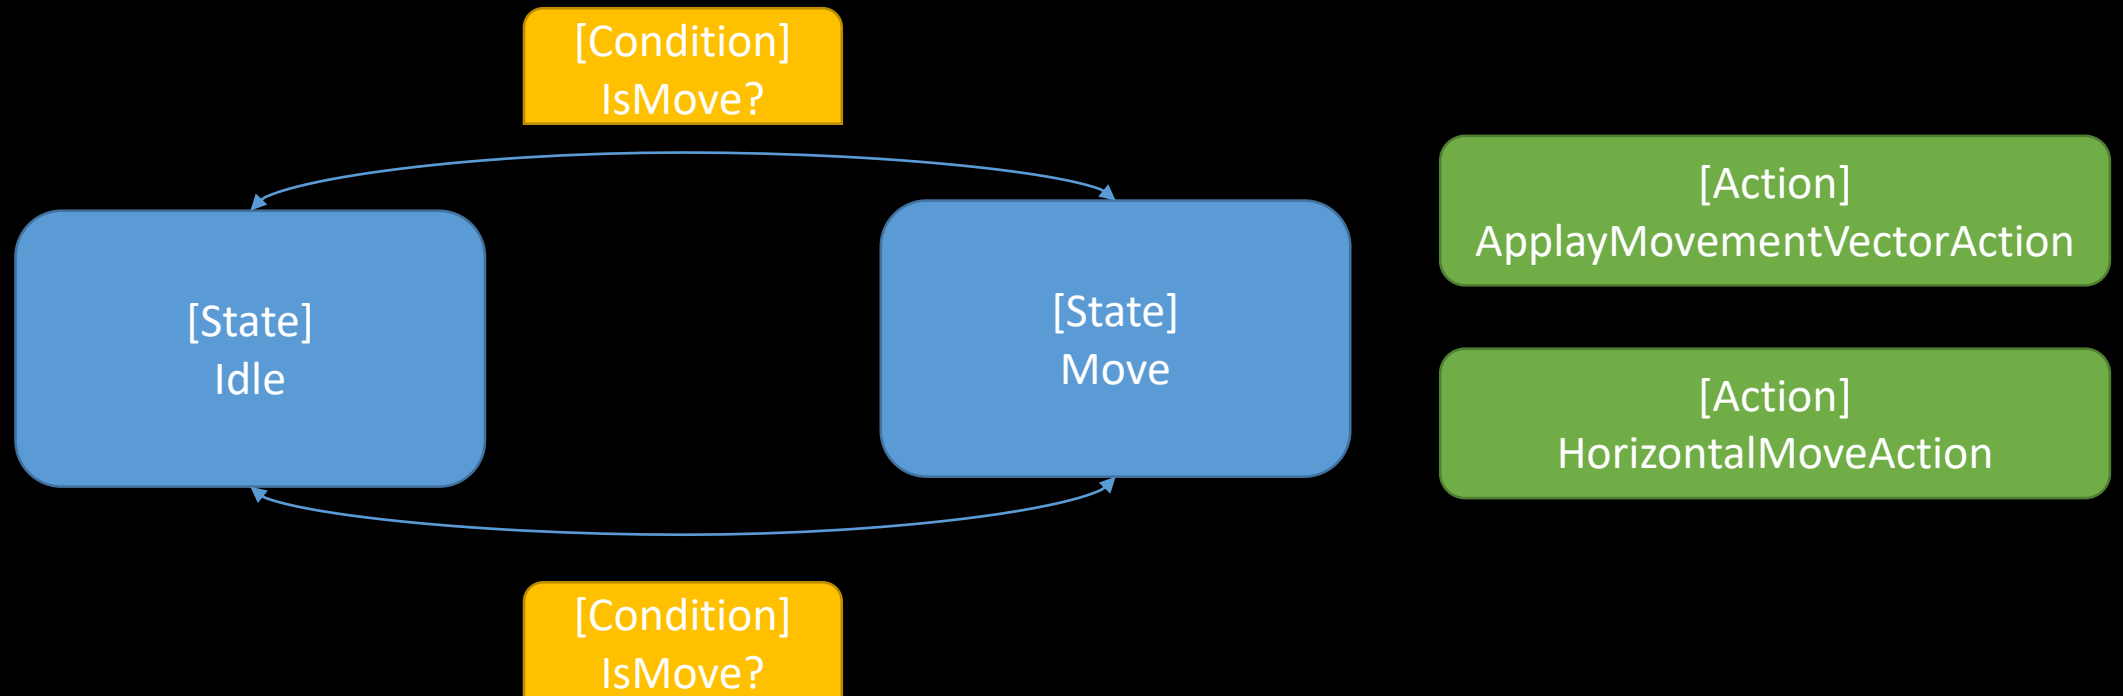 [Condition]
IsMove?
[State]
Idle
[State]
Move
[Action]
ApplayMovementVectorAction
[Action]
HorizontalMoveAction
[Condition]
IsMove?